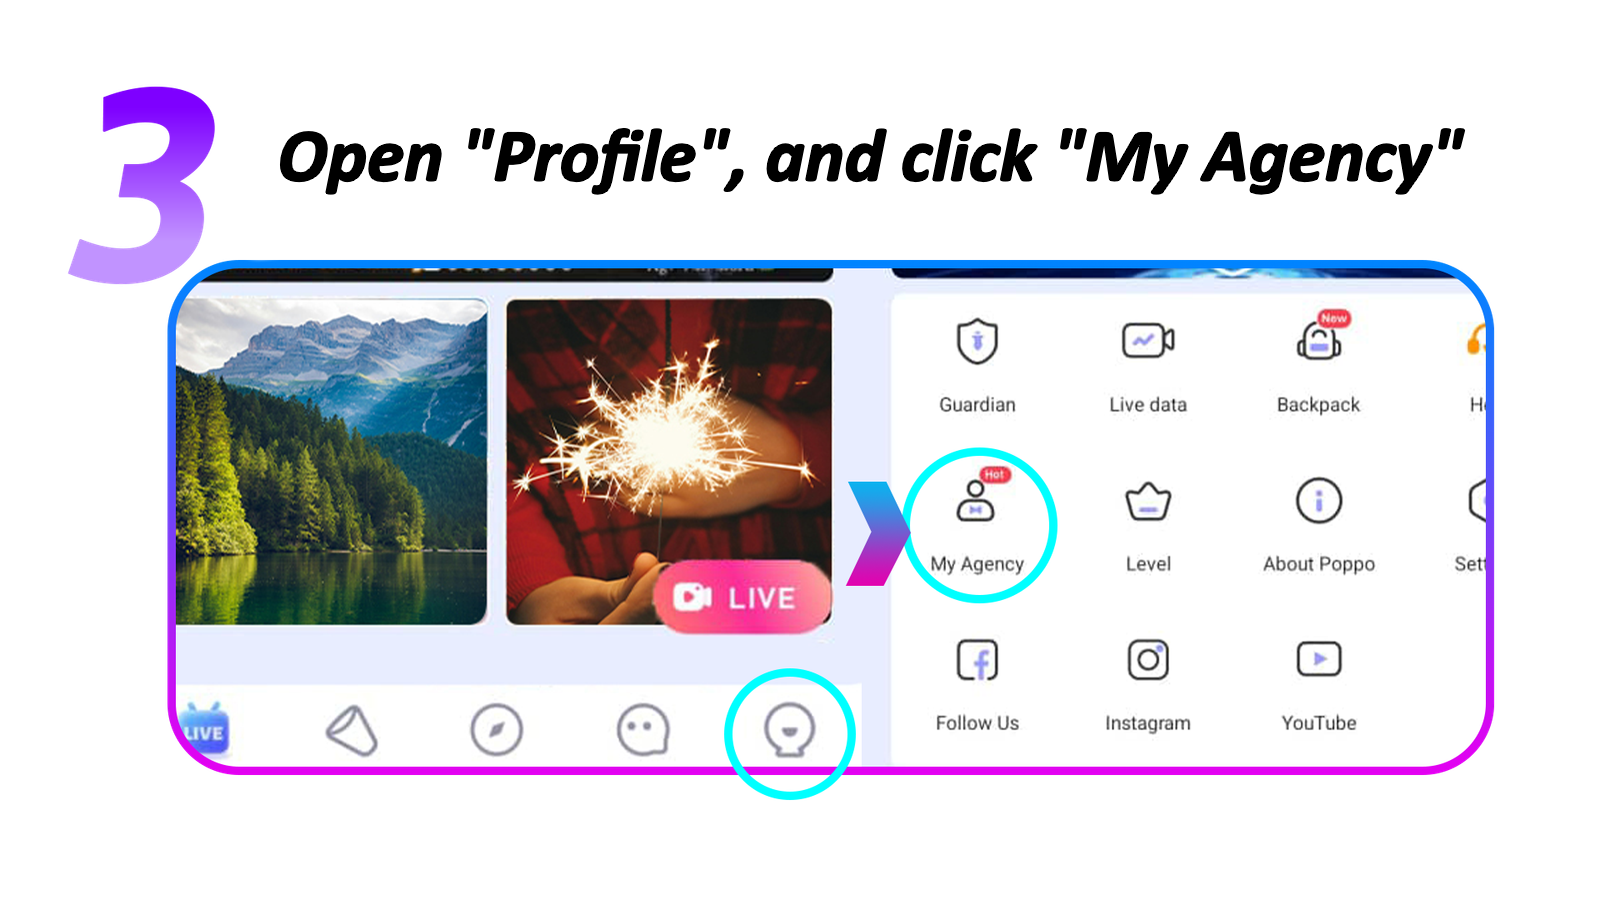 3
Open "Profile", and click "My Agency"
New
Guardian
Live data
Backpack
Hot
My Agency
Level
About Poppo
LIVE
Follow Us
Instagram
YouTube
LIVE